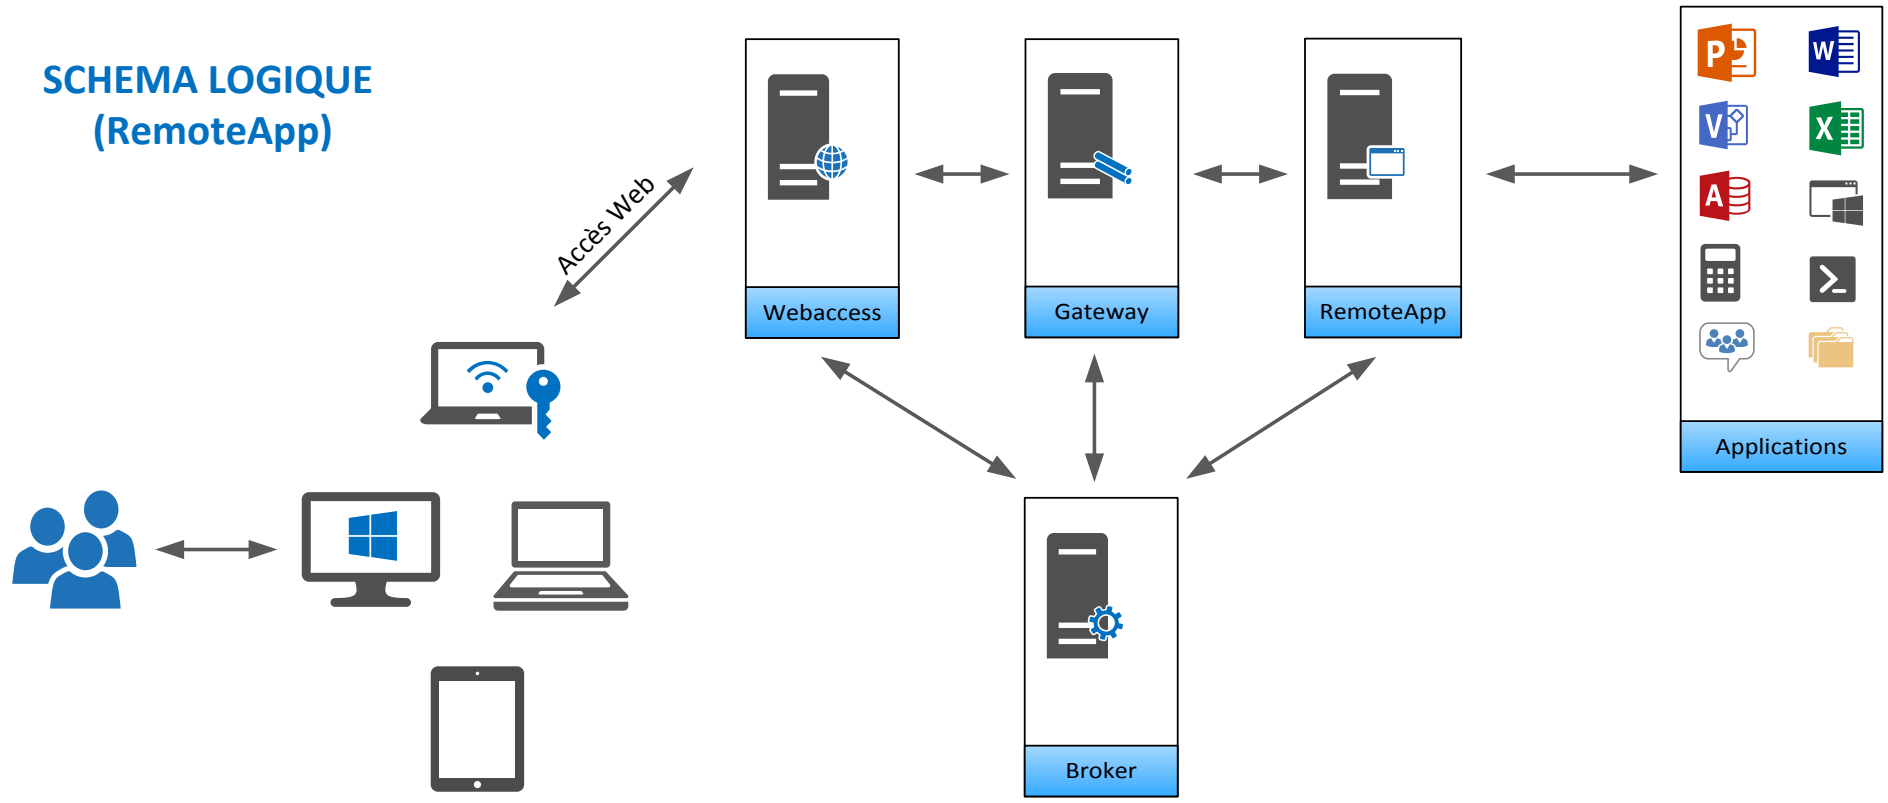 SCHEMA LOGIQUE
(RemoteApp)
Accès Web
Webaccess
Gateway
RemoteApp
P
W
V
X
A
Applications
Broker